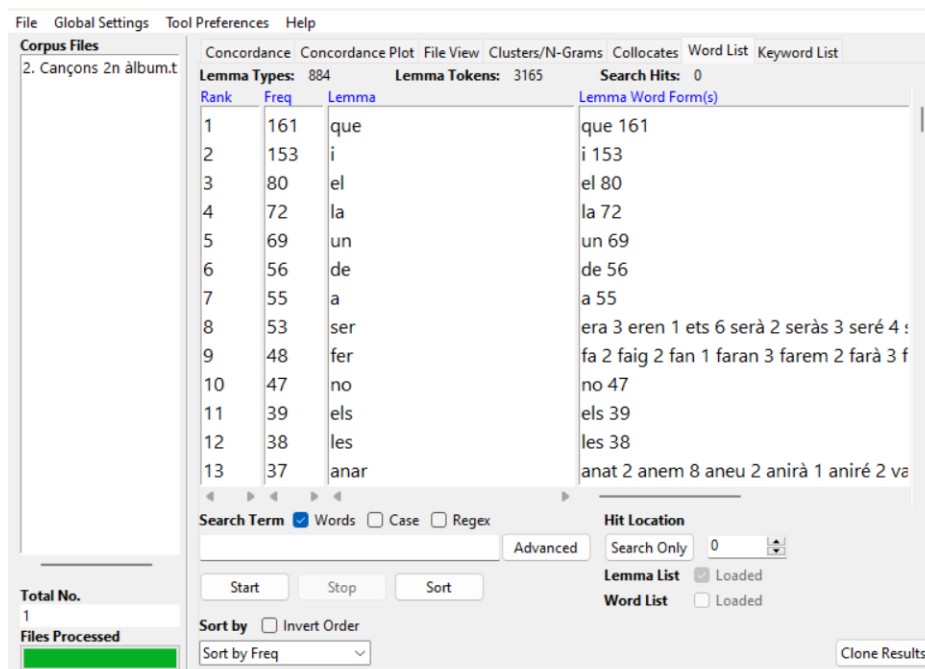 File Global Settings Tool Preferences Help
Corpus Files
2. Cançons 2n àlbum.t
Concordance Concordance Plot File View Clusters/N-Grams Collocates Word List Keyword List
Lemma Types: 884 Lemma Tokens: 3165 Search Hits: 0
Rank Freq Lemma Lemma Word Form(s)
1 161 que que 161
2 153 i i 153
3 80 el el 80
4 72 la la 72
5 69 un un 69
6 56 de de 56
7 55 a a 55
8 53 ser era 3 eren 1 ets 6 serà 2 seràs 3 seré 4 s
9 48 fer fa 2 faig 2 fan 1 faran 3 farem 2 farà 3 f
10 47 no no 47
11 39 els els 39
12 38 les les 38
13 37 anar anat 2 anem 8 aneu 2 anirà 1 aniré 2 va
Search Term Words Case Regex Hit Location
Advanced Search Only 0
Start Stop Sort Lemma List Loaded
Word List Loaded
Total No.
1
Files Processed
Sort by Invert Order
Sort by Freq Clone Results